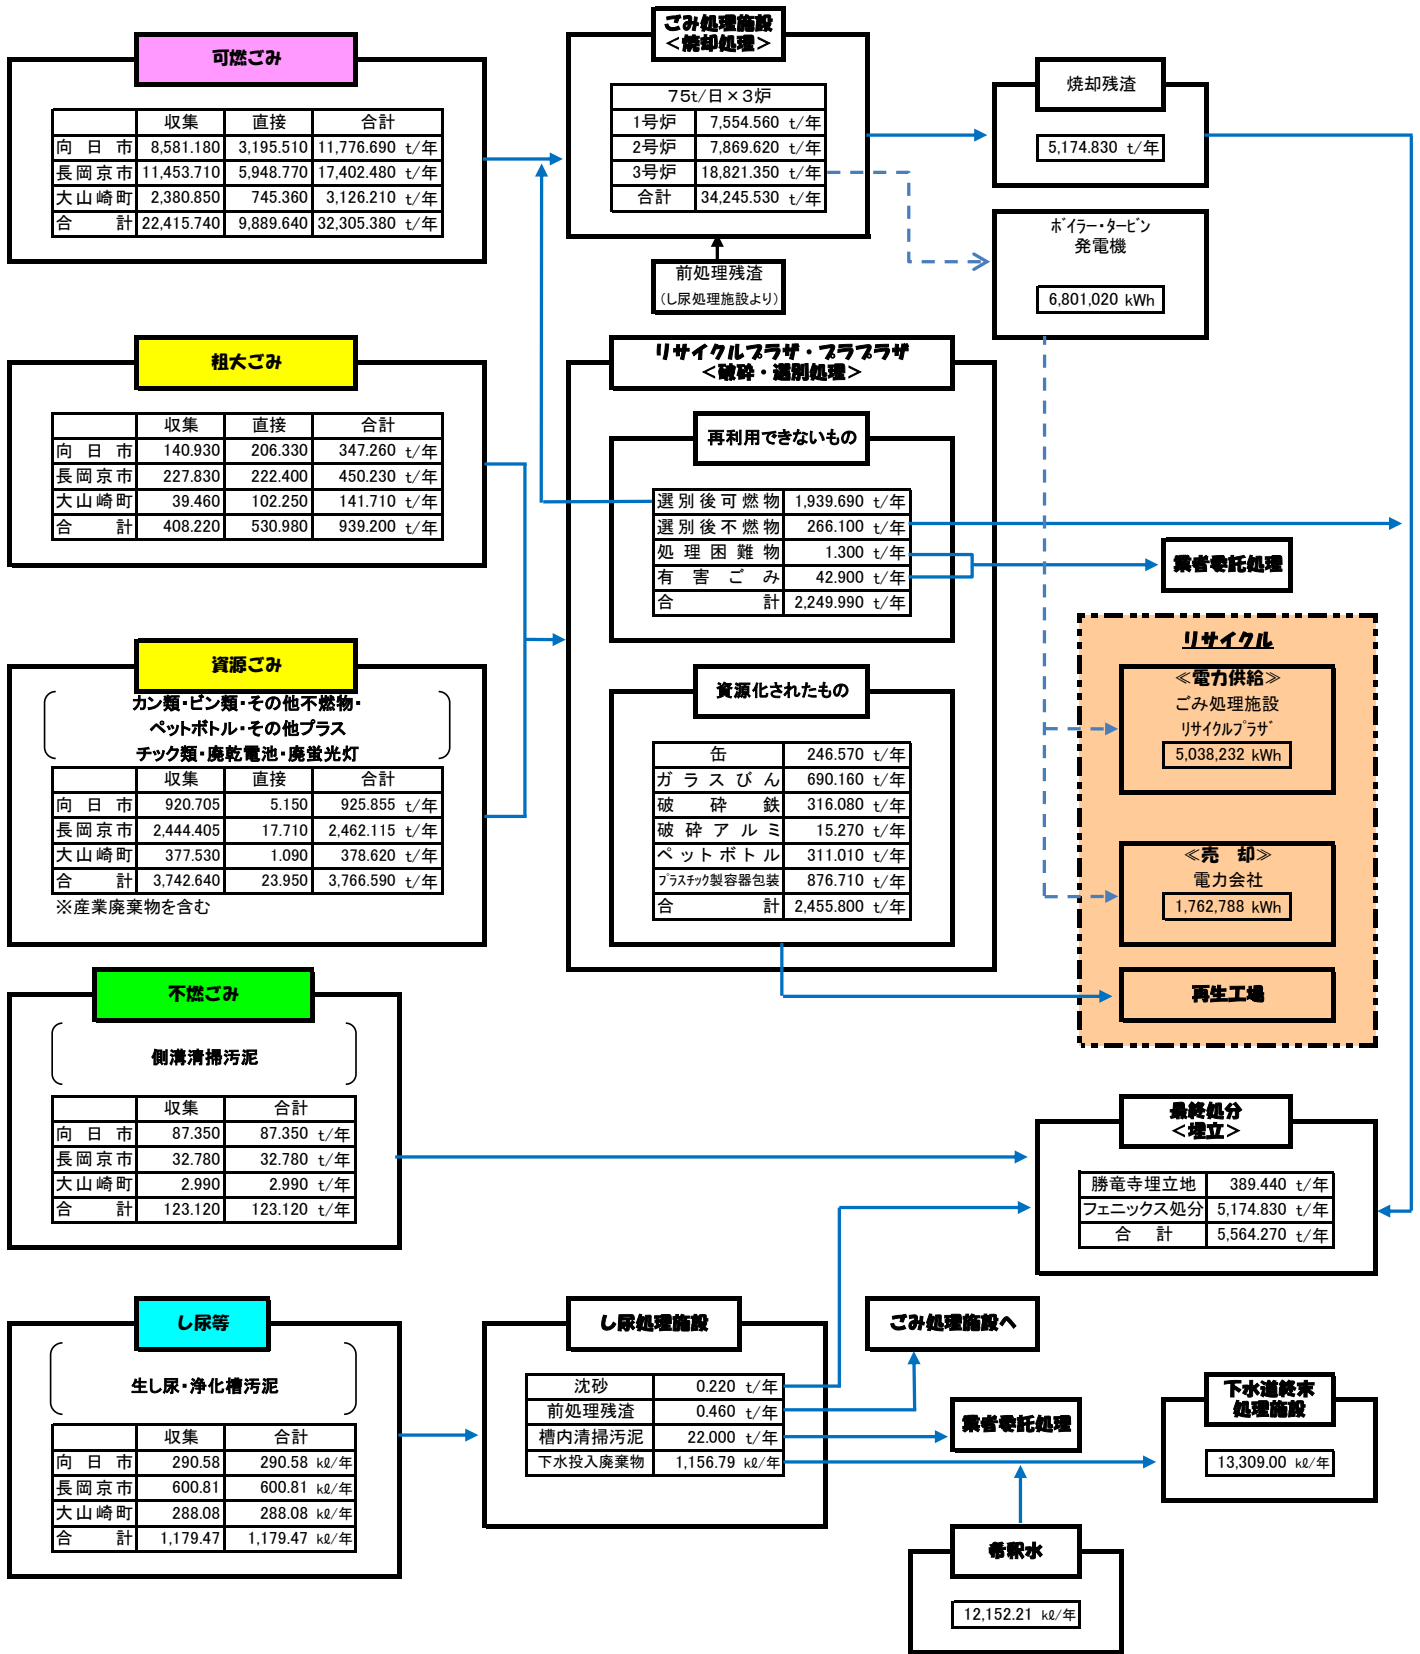 可燃ごみ
収集 直接 合計
向日市 8,581.180 3,195.510 11,776.690 t/年
長岡京市 11,453.710 5,948.770 17,402.480 t/年
大山崎町 2,380.850 745.360 3,126.210 t/年
合計 22,415.740 9,889.640 32,305.380 t/年
ごみ処理施設
＜焼却処理＞
75t/日×3炉
1号炉 7,554.560 t/年
2号炉 7,869.620 t/年
3号炉 18,821.350 t/年
合計 34,245.530 t/年
前処理残渣
(し尿処理施設より)
焼却残渣
5,174.830 t/年
ﾎﾞｲﾗｰ・ﾀｰﾋﾞﾝ
発電機
6,801,020 kWh
粗大ごみ
収集 直接 合計
向日市 140.930 206.330 347.260 t/年
長岡京市 227.830 222.400 450.230 t/年
大山崎町 39.460 102.250 141.710 t/年
合計 408.220 530.980 939.200 t/年
リサイクルプラザ・プラプラザ
＜破砕・選別処理＞
再利用できないもの
選別後可燃物 1,939.690 t/年
選別後不燃物 266.100 t/年
処理困難物 1.300 t/年
有害ごみ 42.900 t/年
合計 2,249.990 t/年
業者委託処理
資源ごみ
カン類・ビン類・その他不燃物・
ペットボトル・その他プラス
チック類・廃乾電池・廃蛍光灯
収集 直接 合計
向日市 920.705 5.150 925.855 t/年
長岡京市 2,444.405 17.710 2,462.115 t/年
大山崎町 377.530 1.090 378.620 t/年
合計 3,742.640 23.950 3,766.590 t/年
※産業廃棄物を含む
資源化されたもの
缶 246.570 t/年
ガラスびん 690.160 t/年
破砕鉄 316.080 t/年
破砕アルミ 15.270 t/年
ペットボトル 311.010 t/年
ﾌﾟﾗｽﾁｯｸ製容器包装 876.710 t/年
合計 2,455.800 t/年
リサイクル
≪電力供給≫
ごみ処理施設
ﾘｻｲｸﾙﾌﾟﾗｻﾞ
5,038,232 kWh
≪売却≫
電力会社
1,762,788 kWh
再生工場
不燃ごみ
側溝清掃汚泥
収集 合計
向日市 87.350 87.350 t/年
長岡京市 32.780 32.780 t/年
大山崎町 2.990 2.990 t/年
合計 123.120 123.120 t/年
最終処分
＜埋立＞
勝竜寺埋立地 389.440 t/年
フェニックス処分 5,174.830 t/年
合計 5,564.270 t/年
し尿等
生し尿・浄化槽汚泥
収集 合計
向日市 290.58 290.58 kℓ/年
長岡京市 600.81 600.81 kℓ/年
大山崎町 288.08 288.08 kℓ/年
合計 1,179.47 1,179.47 kℓ/年
し尿処理施設
沈砂 0.220 t/年
前処理残渣 0.460 t/年
槽内清掃汚泥 22.000 t/年
下水投入廃棄物 1,156.79 kℓ/年
ごみ処理施設へ
業者委託処理
下水道終末
処理施設
13,309.00 kℓ/年
希釈水
12,152.21 kℓ/年